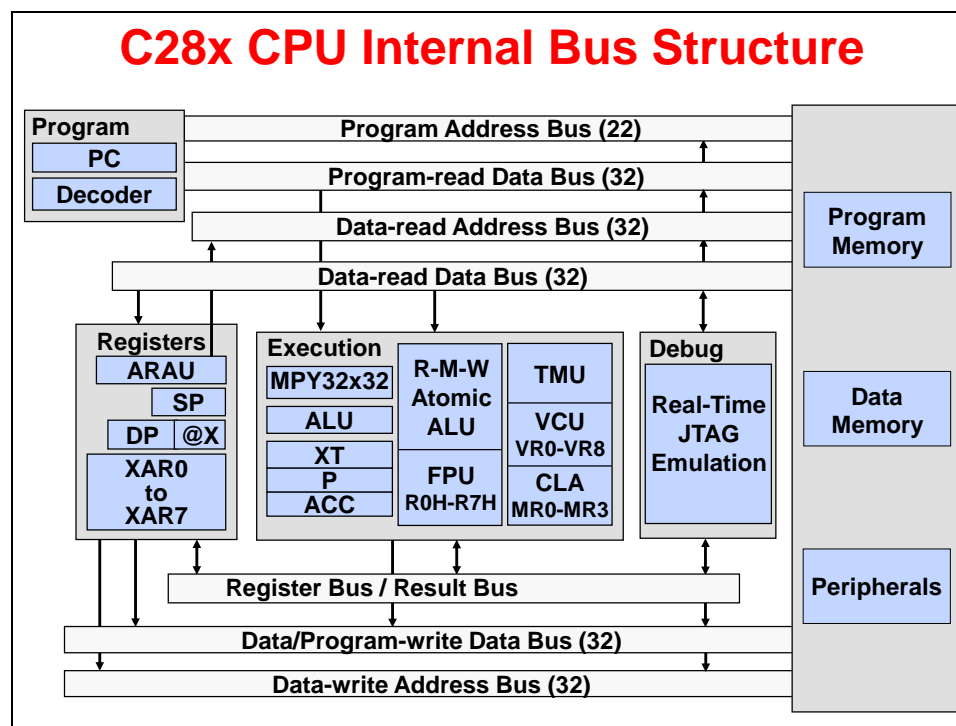 C28x CPU Internal Bus Structure
Program
PC
Decoder
Program Address Bus (22)
Program-read Data Bus (32)
Data-read Address Bus (32)
Data-read Data Bus (32)
Program
Memory
Data
Memory
Peripherals
Registers
ARAU
SP
DP
@X
XAR0
to
XAR7
Execution
MPY32x32
ALU
XT
P
ACC
R-M-W
Atomic
ALU
FPU
R0H-R7H
TMU
VCU
VR0-VR8
CLA
MR0-MR3
Debug
Real-Time
JTAG
Emulation
Register Bus / Result Bus
Data/Program-write Data Bus (32)
Data-write Address Bus (32)